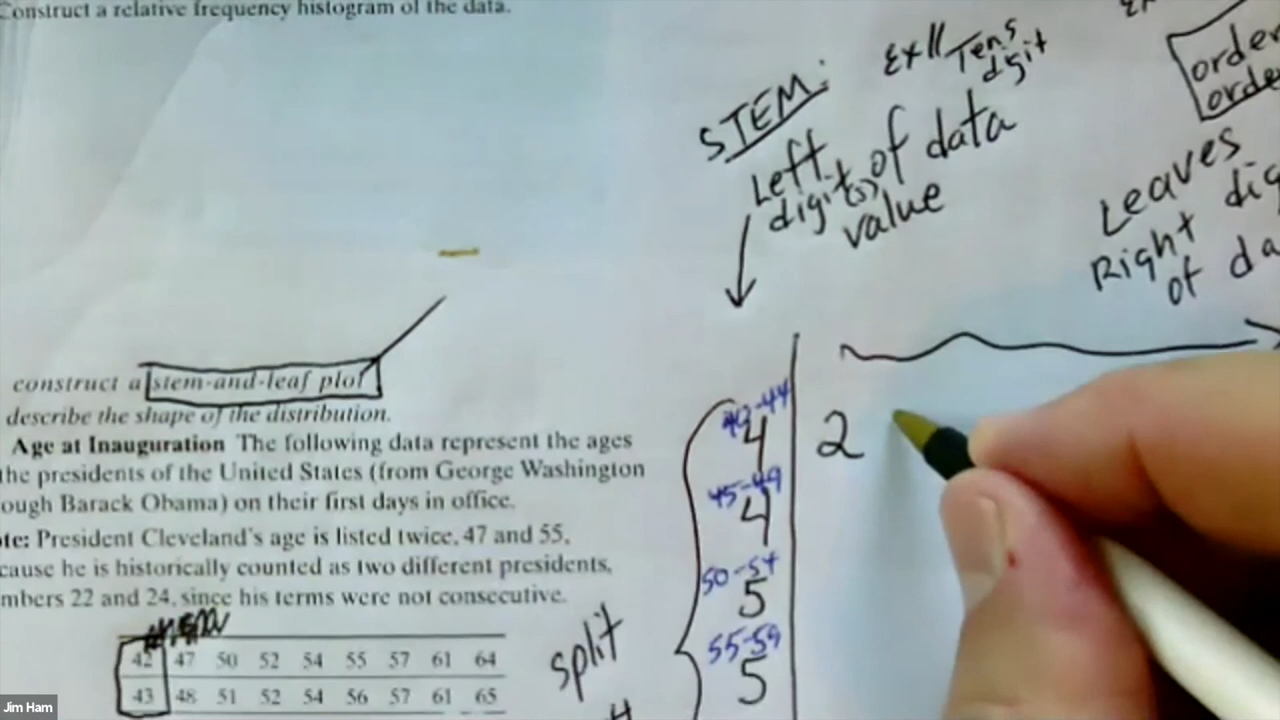 Construct a relative frequency histogram of the data.
construct a stem-and-leaf plot
describe the shape of the distribution.
Age at Inauguration The following data represent the ages
the presidents of the United States (from George Washington
ough Barack Obama) on their first days in office.
te: President Cleveland's age is listed twice, 47 and 55,
cause he is historically counted as two different presidents,
mbers 22 and 24, since his terms were not consecutive.
42 47 50 52 54 55 57 61 64
43 48 51 52 54 56 57 61 65
split
STEM:
Ex11 Tens
digit
Left
digit(s) of data
value
order
orde
Leaves
Right dig
of da
40-44
4 2
45-49
4
50-54
5
55-59
5
Jim Ham